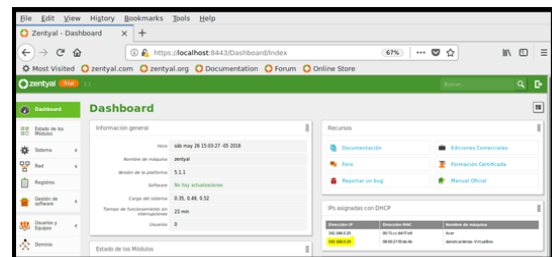 File Edit View History Bookmarks Tools Help
Zentyal - Dashboard
https://localhost:8443/Dashboard/Index 67%
Most Visited zentyal.com zentyal.org Documentation Forum Online Store
zentyal Trial 5.1
Buscar
Dashboard
Dashboard
Estado de los Módulos
Sistema
Red
Registros
Gestión de software
Usuarios y Equipos
Dominio
Información general
Hora sáb may 26 15:03:27 -05 2018
Nombre de máquina zentyal
Versión de la plataforma 5.1.1
Software No hay actualizaciones
Carga del sistema 0.35, 0.49, 0.52
Tiempo de funcionamiento sin interrupciones 23 min
Usuarios 0
Estado de los Módulos
Recursos
Documentación Ediciones Comerciales
Foro Formación Certificada
Reportar un bug Manual Oficial
IPs asignadas con DHCP
Dirección IP Dirección MAC Nombre de máquina